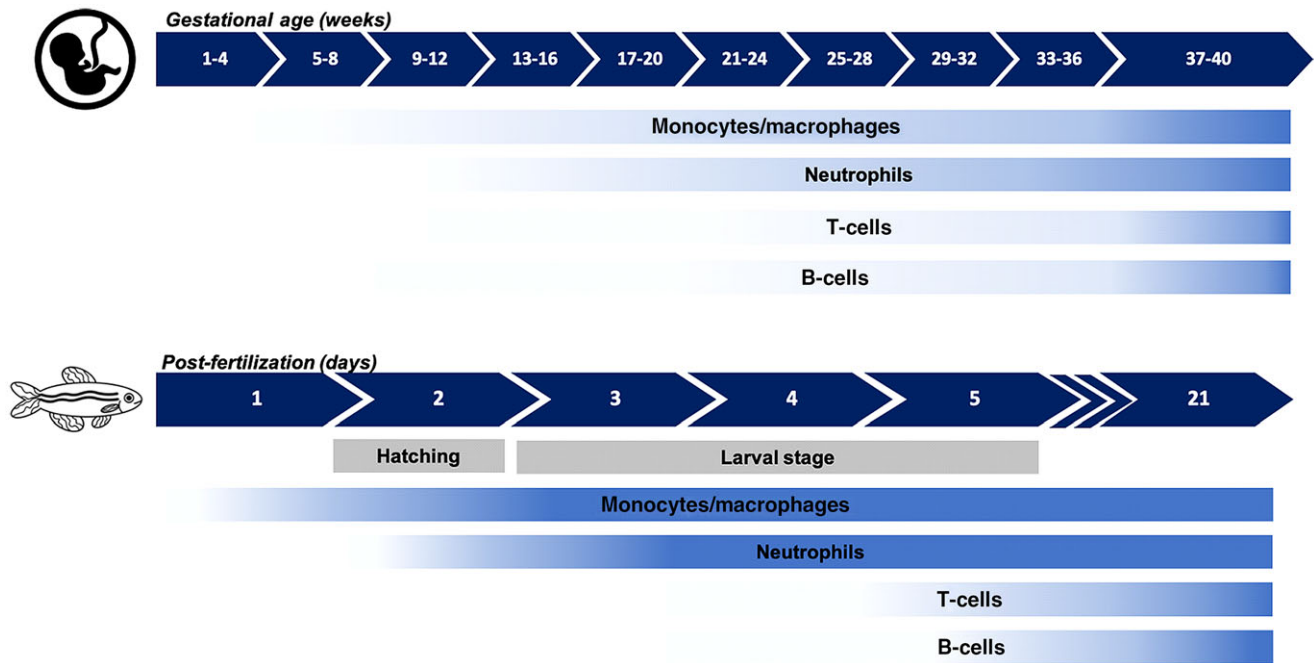 Gestational age (weeks)
1-4 5-8 9-12 13-16 17-20 21-24 25-28 29-32 33-36 37-40
Monocytes/macrophages
Neutrophils
T-cells
B-cells
Post-fertilization (days)
1 2 3 4 5 21
Hatching Larval stage
Monocytes/macrophages
Neutrophils
T-cells
B-cells